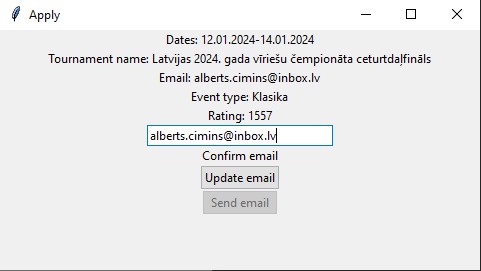 Apply
Dates: 12.01.2024-14.01.2024
Tournament name: Latvijas 2024. gada vīriešu čempionāta ceturtdaļfināls
Email: alberts.cimins@inbox.lv
Event type: Klasika
Rating: 1557
alberts.cimins@inbox.lv
Confirm email
Update email
Send email